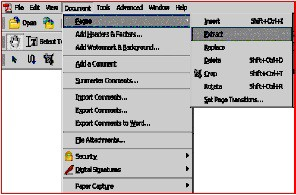 File Edit View Document Tools Advanced Window Help
Open
Select T
Pages
Add Headers & Footers...
Add Watermark & Background...
Add a Comment
Summarize Comments...
Import Comments...
Export Comments...
Export Comments to Word...
File Attachments...
Security
Digital Signatures
Paper Capture
Insert Shift+Ctrl+I
Extract
Replace
Delete Shift+Ctrl+D
Crop Shift+Ctrl+T
Rotate Shift+Ctrl+R
Set Page Transitions...